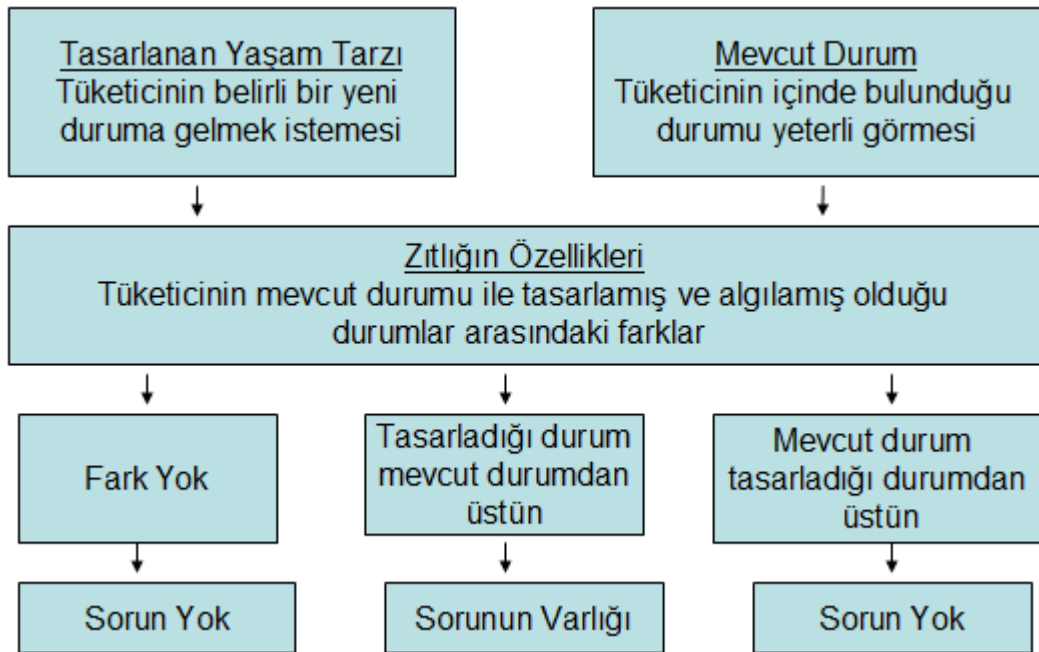 Tasarlanan Yaşam Tarzı
Tüketicinin belirli bir yeni
duruma gelmek istemesi
Mevcut Durum
Tüketicinin içinde bulunduğu
durumu yeterli görmesi
Zıtlığın Özellikleri
Tüketicinin mevcut durumu ile tasarlamış ve algılamış olduğu
durumlar arasındaki farklar
Fark Yok
Tasarladığı durum
mevcut durumdan
üstün
Mevcut durum
tasarladığı durumdan
üstün
Sorun Yok
Sorunun Varlığı
Sorun Yok